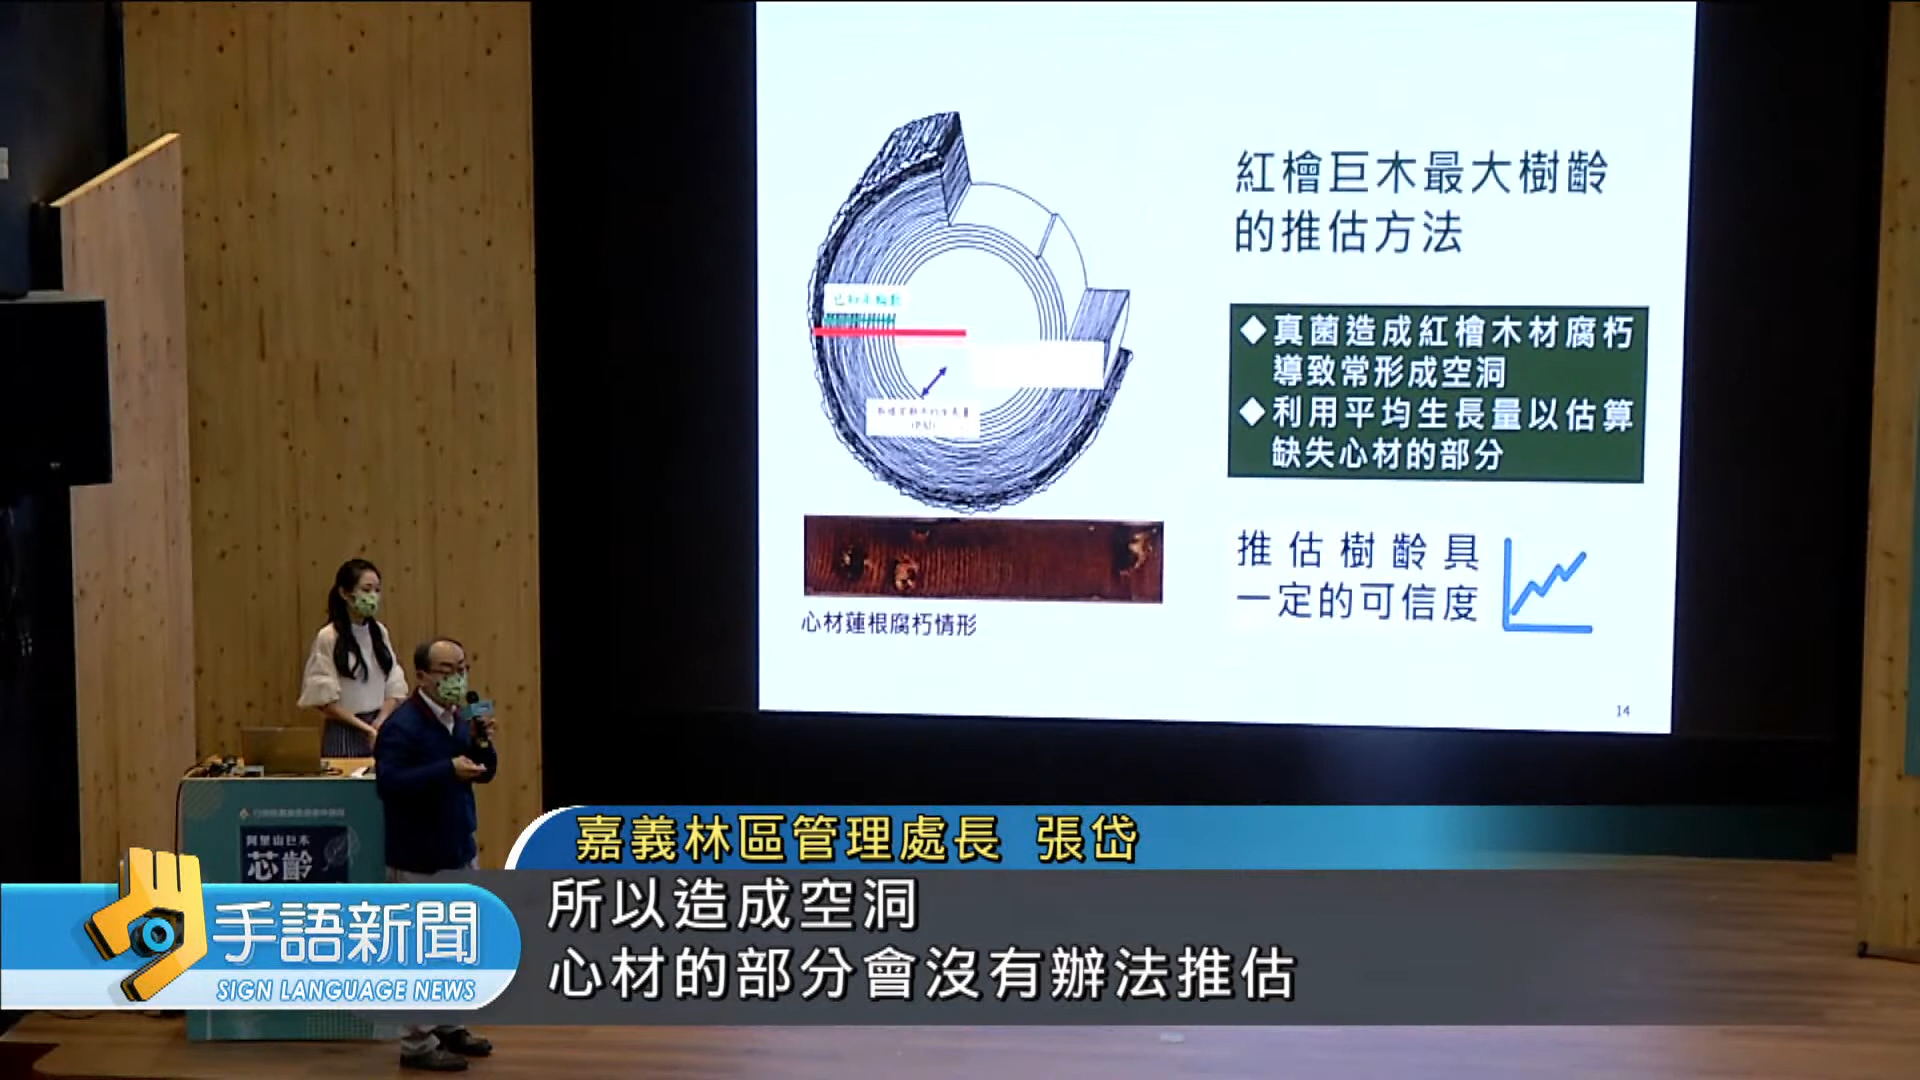 紅檜巨木最大樹齡
的推估方法
◆真菌造成紅檜木材腐朽
導致常形成空洞
◆利用平均生長量以估算
缺失心材的部分
推估樹齡具
一定的可信度
已知年輪數
心材蓮根腐朽情形
14
阿里山巨木
芯齡
嘉義林區管理處長 張岱
所以造成空洞
心材的部分會沒有辦法推估
手語新聞
SIGN LANGUAGE NEWS